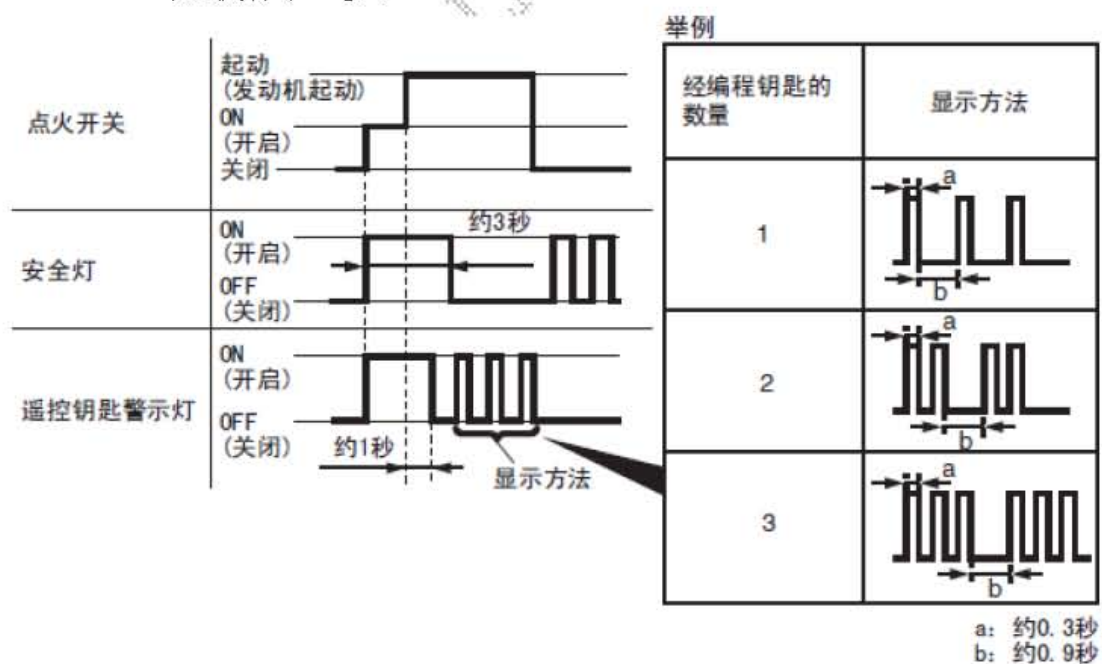 点火开关
起动
(发动机起动)
ON
(开启)
关闭
安全灯
ON
(开启)
OFF
(关闭)
约3秒
遥控钥匙警示灯
ON
(开启)
OFF
(关闭)
约1秒
显示方法
举例
经编程钥匙的
数量
显示方法
1
a
b
2
a
b
3
a
b
a: 约0.3秒
b: 约0.9秒